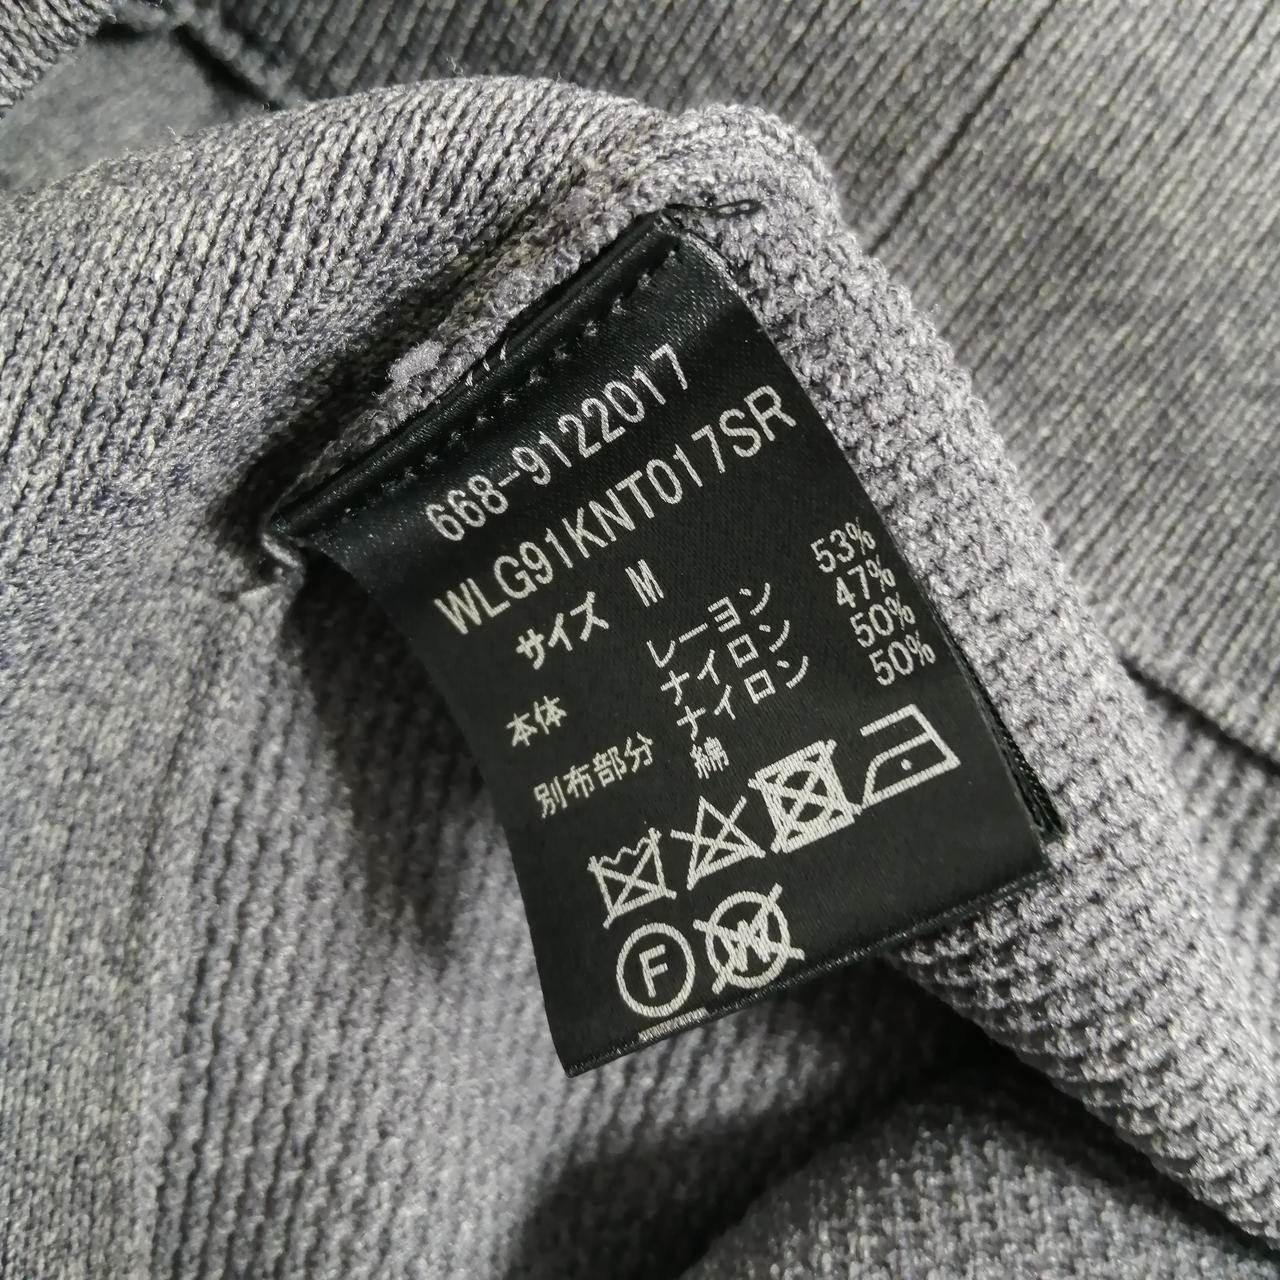 668-9122017
WLG91KNT017SR
サイズ M
本体 レーヨン 53%
ナイロン 47%
別布部分 ナイロン 50%
綿 50%
F W